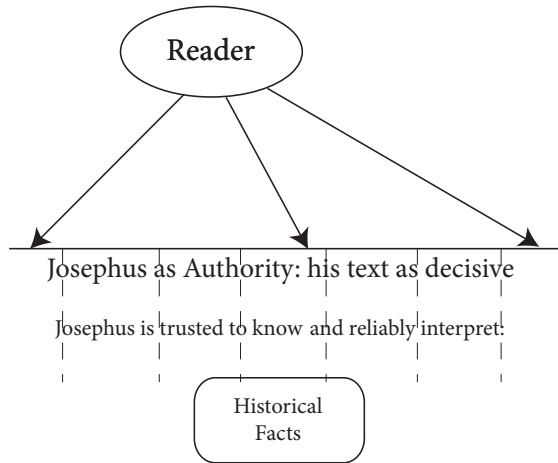 Reader
Josephus as Authority: his text as decisive
Josephus is trusted to know and reliably interpret:
Historical
Facts